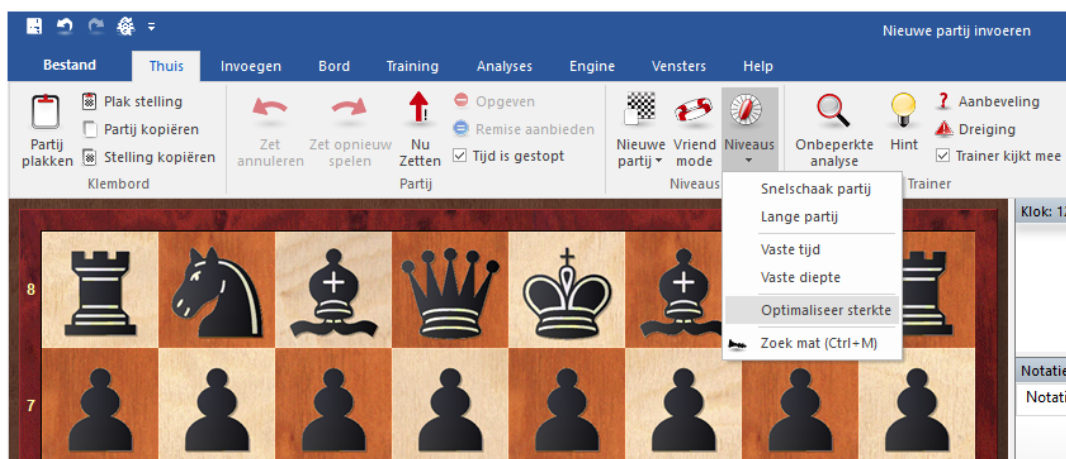 Nieuwe partij invoeren
Bestand Thuis Invoegen Bord Training Analyses Engine Vensters Help
Partij plakken
Plak stelling
Partij kopiëren
Stelling kopiëren
Klembord
Zet annuleren
Zet opnieuw spelen
Nu Zetten
Opgeven
Remise aanbieden
Tijd is gestopt
Partij
Nieuwe partij
Vriend mode
Niveaus
Niveaus
Onbeperkte analyse
Hint
Aanbeveling
Dreiging
Trainer kijkt mee
Trainer
Snelschaak partij
Lange partij
Vaste tijd
Vaste diepte
Optimaliseer sterkte
Zoek mat (Ctrl+M)
Klok: 12
Notatie
Notati
8
7